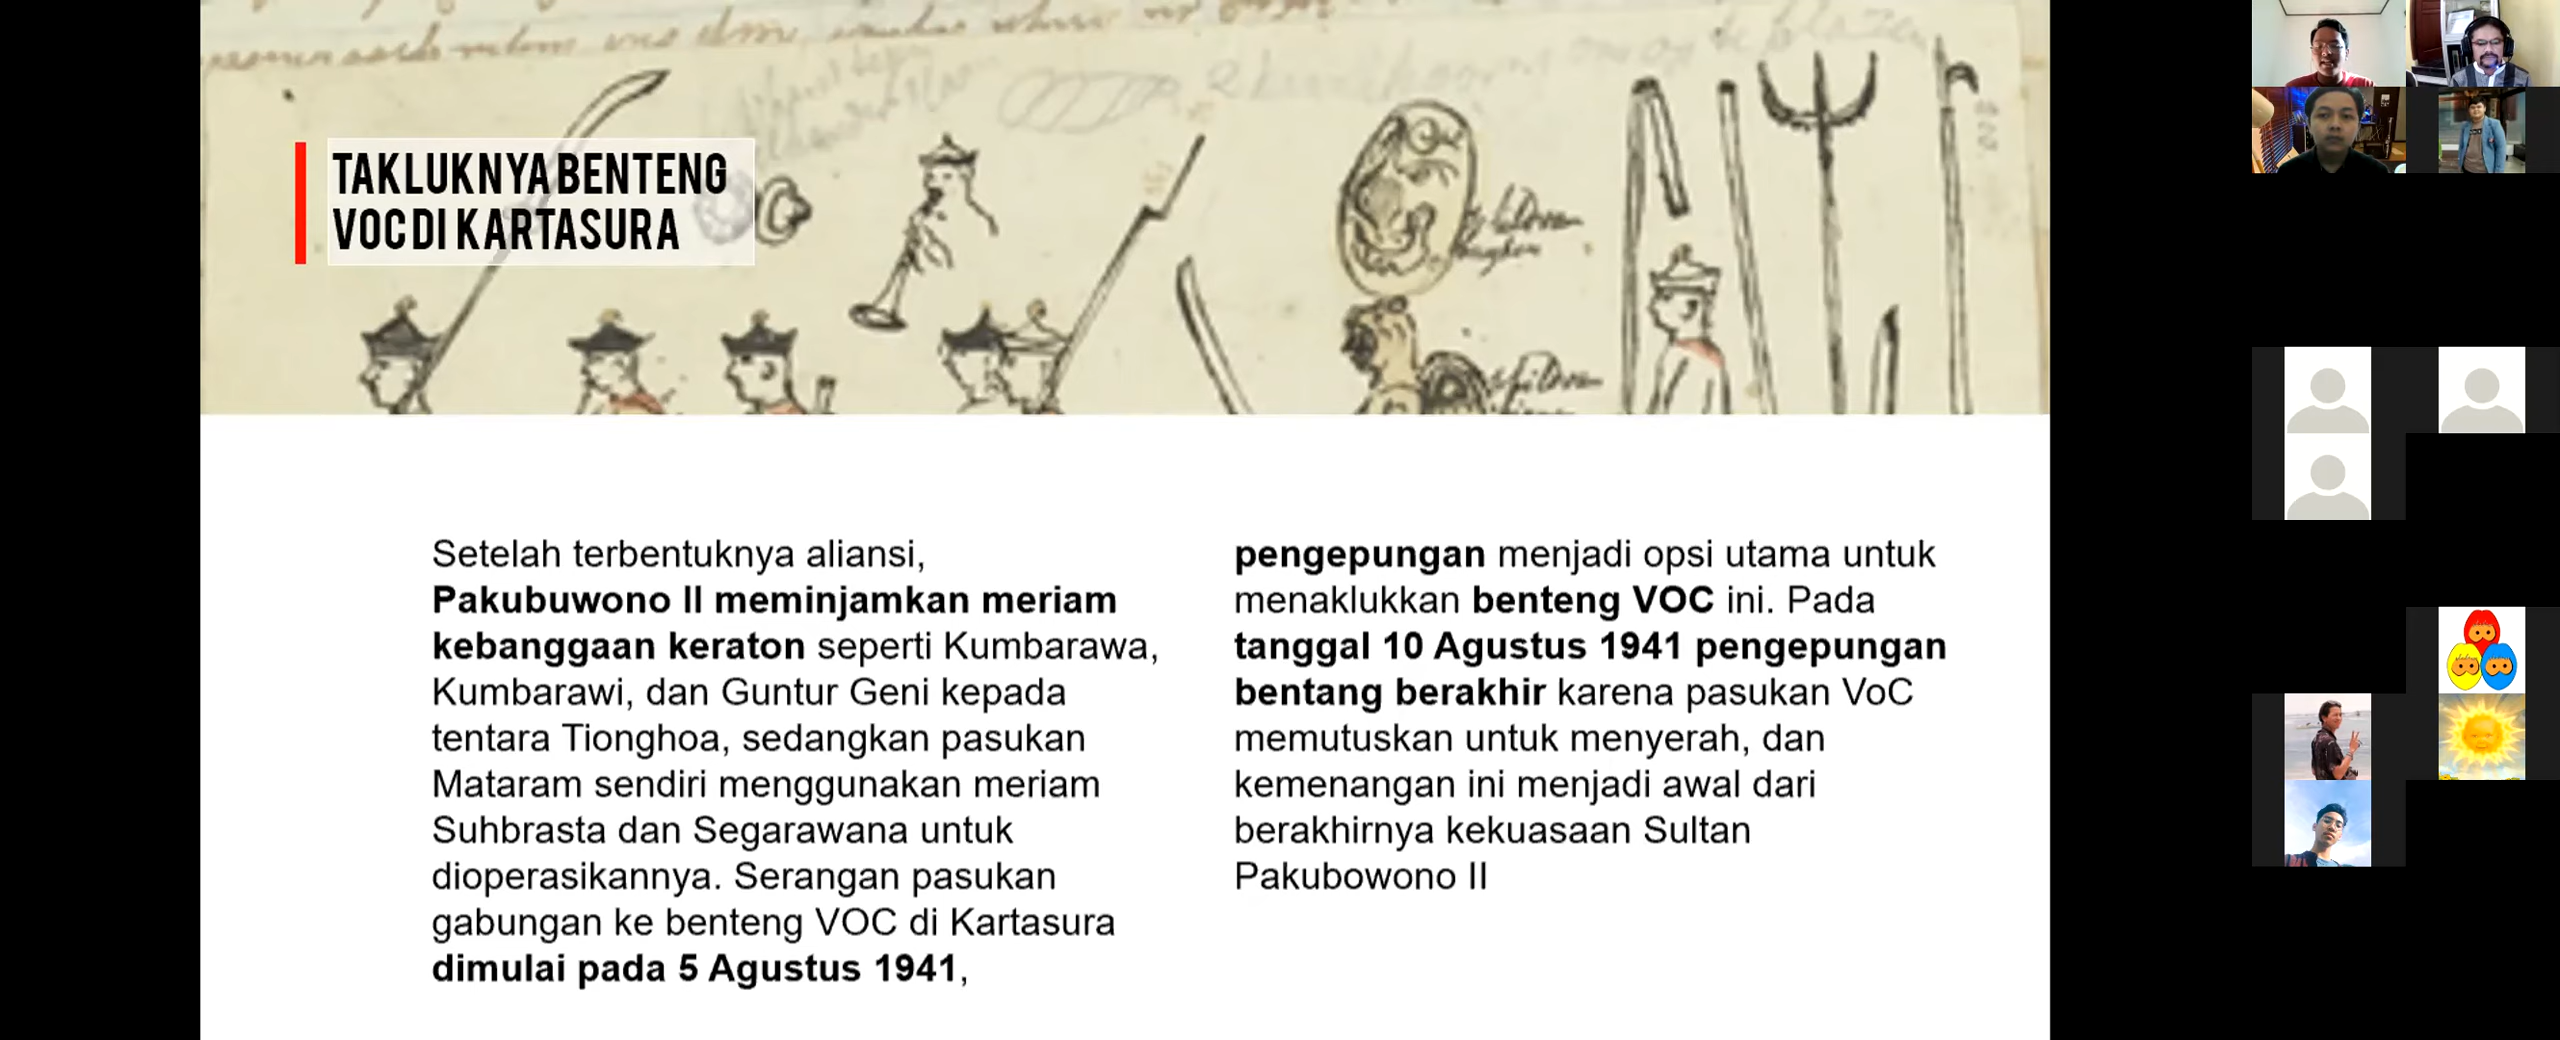 TAKLUKNYA BENTENG
VOC DI KARTASURA
Setelah terbentuknya aliansi,
Pakubuwono II meminjamkan meriam
kebanggaan keraton seperti Kumbarawa,
Kumbarawi, dan Guntur Geni kepada
tentara Tionghoa, sedangkan pasukan
Mataram sendiri menggunakan meriam
Suhbrasta dan Segarawana untuk
dioperasikannya. Serangan pasukan
gabungan ke benteng VOC di Kartasura
dimulai pada 5 Agustus 1941,
pengepungan menjadi opsi utama untuk
menaklukkan benteng VOC ini. Pada
tanggal 10 Agustus 1941 pengepungan
bentang berakhir karena pasukan VoC
memutuskan untuk menyerah, dan
kemenangan ini menjadi awal dari
berakhirnya kekuasaan Sultan
Pakubowono II